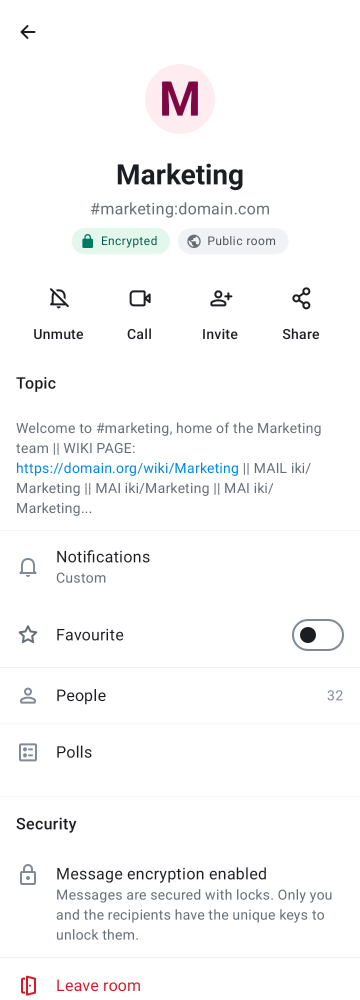 M
Marketing
#marketing:domain.com
Encrypted Public room
Unmute Call Invite Share
Topic
Welcome to #marketing, home of the Marketing
team || WIKI PAGE:
https://domain.org/wiki/Marketing || MAIL iki/
Marketing || MAI iki/Marketing || MAI iki/
Marketing...
Notifications
Custom
Favourite
People 32
Polls
Security
Message encryption enabled
Messages are secured with locks. Only you
and the recipients have the unique keys to
unlock them.
Leave room